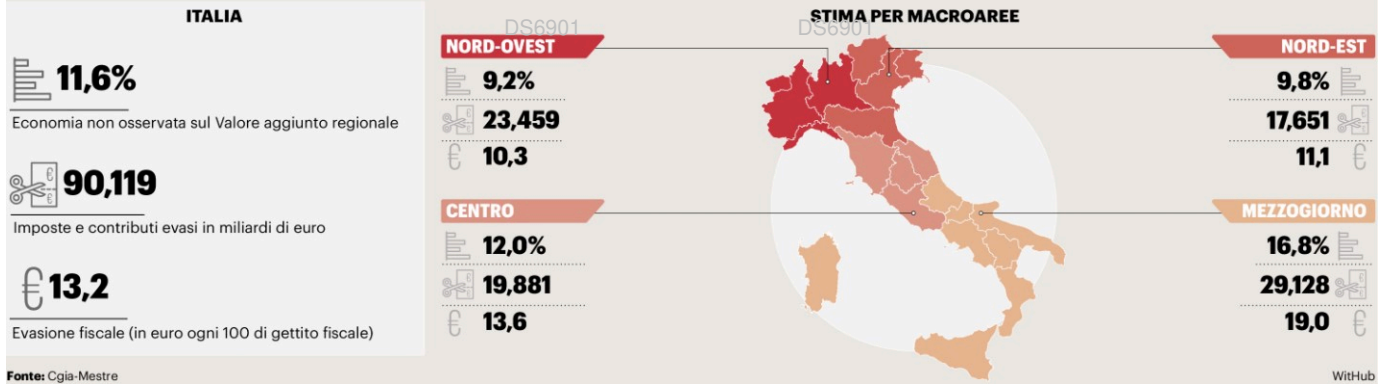 ITALIA
11,6%
Economia non osservata sul Valore aggiunto regionale
€
€
90,119
Imposte e contributi evasi in miliardi di euro
€ 13,2
Evasione fiscale (in euro ogni 100 di gettito fiscale)
STIMA PER MACROAREE
DS6901
DS6901
NORD-OVEST
9,2%
23,459
€ 10,3
NORD-EST
9,8%
17,651
11,1 €
CENTRO
12,0%
19,881
€ 13,6
MEZZOGIORNO
16,8%
29,128
19,0 €
Fonte: Cgia-Mestre
WitHub